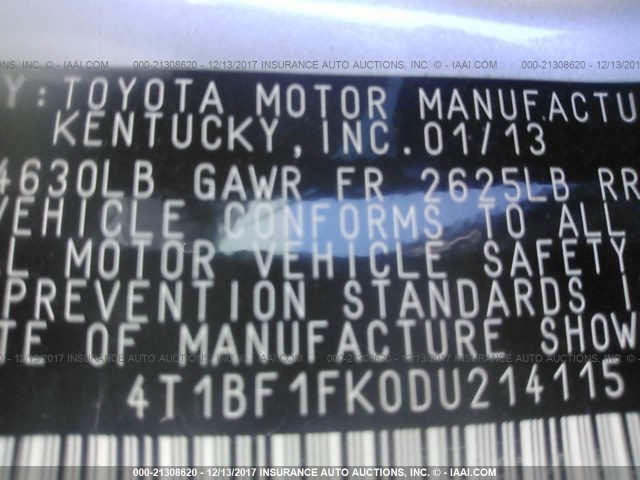 000-21308620 - 12/13/2017 INSURANCE AUTO AUCTIONS, INC. - IAAI.COM
Y: TOYOTA MOTOR MANUFACTU
KENTUCKY, INC. 01/13
4630LB GAWR FR 2625LB RR
VEHICLE CONFORMS TO ALL
L MOTOR VEHICLE SAFETY
PREVENTION STANDARDS I
TE OF MANUFACTURE SHOW
4T1BF1FK0DU214115
000-21308620 - 12/13/2017 INSURANCE AUTO AUCTIONS, INC. - IAAI.COM